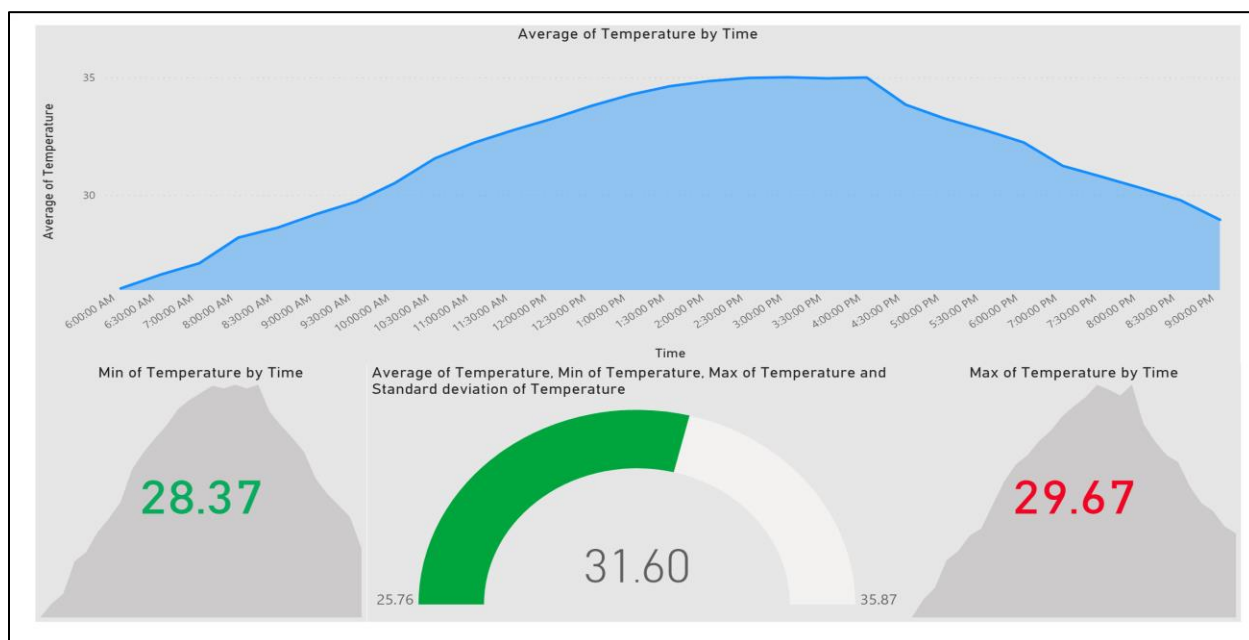 Average of Temperature by Time
35
30
Average of Temperature
6:00:00 AM
6:30:00 AM
7:00:00 AM
8:00:00 AM
8:30:00 AM
9:00:00 AM
9:30:00 AM
10:00:00 AM
10:30:00 AM
11:00:00 AM
11:30:00 AM
12:00:00 PM
12:30:00 PM
1:00:00 PM
1:30:00 PM
2:00:00 PM
2:30:00 PM
3:00:00 PM
3:30:00 PM
4:00:00 PM
4:30:00 PM
5:00:00 PM
5:30:00 PM
6:00:00 PM
7:00:00 PM
7:30:00 PM
8:00:00 PM
8:30:00 PM
9:00:00 PM
Time
Min of Temperature by Time
28.37
Average of Temperature, Min of Temperature, Max of Temperature and
Standard deviation of Temperature
31.60
25.76
35.87
Max of Temperature by Time
29.67